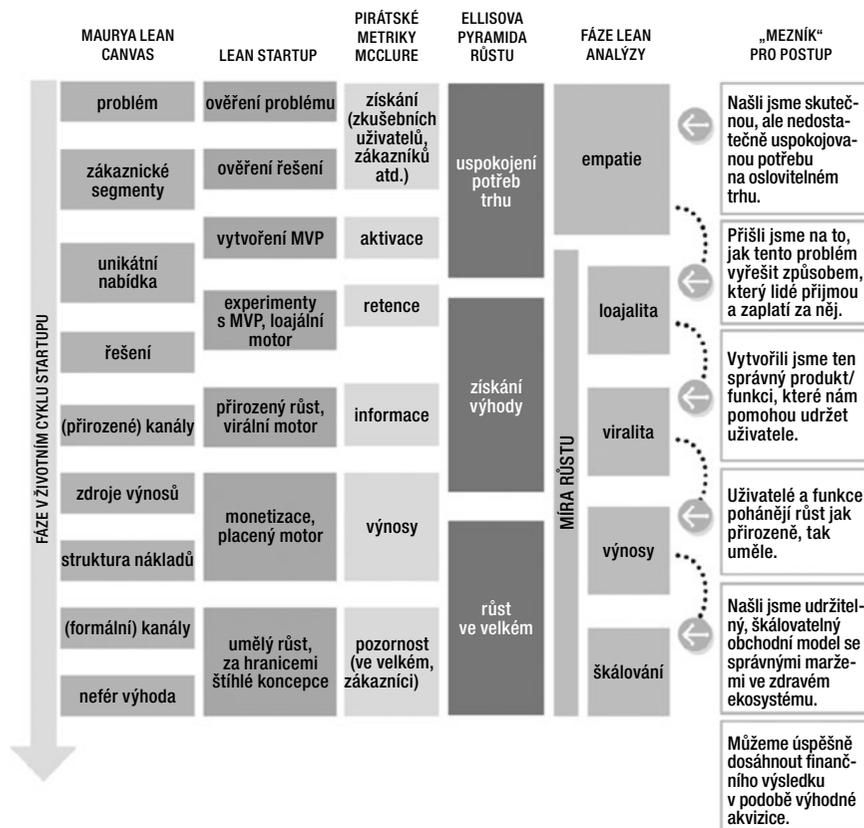 MAURYA LEAN
CANVAS
LEAN STARTUP
PIRÁTSKÉ
METRIKY
MCCLURE
ELLISOVA
PYRAMIDA
RŮSTU
FÁZE LEAN
ANALÝZY
„MEZNÍK“
PRO POSTUP
FÁZE V ŽIVOTNÍM CYKLU STARTUPU
problém
zákaznické
segmenty
unikátní
nabídka
řešení
(přirozené) kanály
zdroje výnosů
struktura nákladů
(formální) kanály
nefér výhoda
ověření problému
ověření řešení
vytvoření MVP
experimenty
s MVP, loajální
motor
přirozený růst,
virální motor
monetizace,
placený motor
umělý růst,
za hranicemi
štíhlé koncepce
získání
(zkušebních
uživatelů,
zákazníků
atd.)
aktivace
retence
informace
výnosy
pozornost
(ve velkém,
zákazníci)
uspokojení
potřeb
trhu
získání
výhody
růst
ve velkém
empatie
MÍRA RŮSTU
loajalita
viralita
výnosy
škálování
Našli jsme skuteč-
nou, ale nedosta-
tečně uspokojova-
nou potřebu
na oslovitelném
trhu.
Přišli jsme na to,
jak tento problém
vyřešit způsobem,
který lidé přijmou
a zaplatí za něj.
Vytvořili jsme ten
správný produkt/
funkci, které nám
pomohou udržet
uživatele.
Uživatelé a funkce
pohánějí růst jak
přirozeně, tak
uměle.
Našli jsme udržitel-
ný, škálovatelný
obchodní model se
správnými marže-
mi ve zdravém
ekosystému.
Můžeme úspěšně
dosáhnout finanč-
ního výsledku
v podobě výhodné
akvizice.